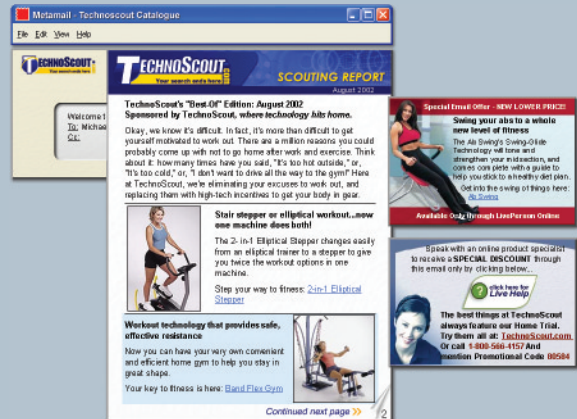 Metamail - Technoscout Catalogue
File Edit View Help
TECHNOSCOUT.com
Your search ends here
Welcome!
To: Michae
Cc:
TECHNOSCOUT.com
Your search ends here
SCOUTING REPORT
August 2002
TechnoScout's "Best-Of" Edition: August 2002
Sponsored by TechnoScout, where technology hits home.
Okay, we know it's difficult. In fact, it's more than difficult to get
yourself motivated to work out. There are a million reasons you could
probably come up with not to go home after work and exercise. Think
about it: how many times have you said, "It's too hot outside," or,
"It's too cold," or, "I don't want to drive all the way to the gym!" Here
at TechnoScout, we're eliminating your excuses to work out, and
replacing them with high-tech incentives to get your body in gear.
Stair stepper or elliptical workout...now
one machine does both!
The 2- in-1 Elliptical Stepper changes easily
from an elliptical trainer to a stepper to give
you twice the workout options in one
machine.
Step your way to fitness: 2-in-1 Elliptical
Stepper
Workout technology that provides safe,
effective resistance
Now you can have your very own convenient
and efficient home gym to help you stay in
great shape.
Your key to fitness is here: Band Flex Gym
Continued next page »
2
Special Email Offer - NEW LOWER PRICE!
Swing your abs to a whole
new level of fitness
The Ab Swing's Swing-Glide
Technology will tone and
strengthen your midsection, and
comes complete with a guide to
help you stick to a healthy diet plan.
Get into the swing of things here:
Ab Swing
Available Only through LivePerson Online
Speak with an online product specialist
to receive a SPECIAL DISCOUNT through
this email only by clicking below...
? click here for
Live Help
The best things at TechnoScout
always feature our Home Trial.
Try them all at: TechnoScout.com
Or call 1-800-566-4157 And
mention Promotional Code 80584